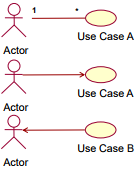 1 *
Actor Use Case A
Actor Use Case A
Actor Use Case B